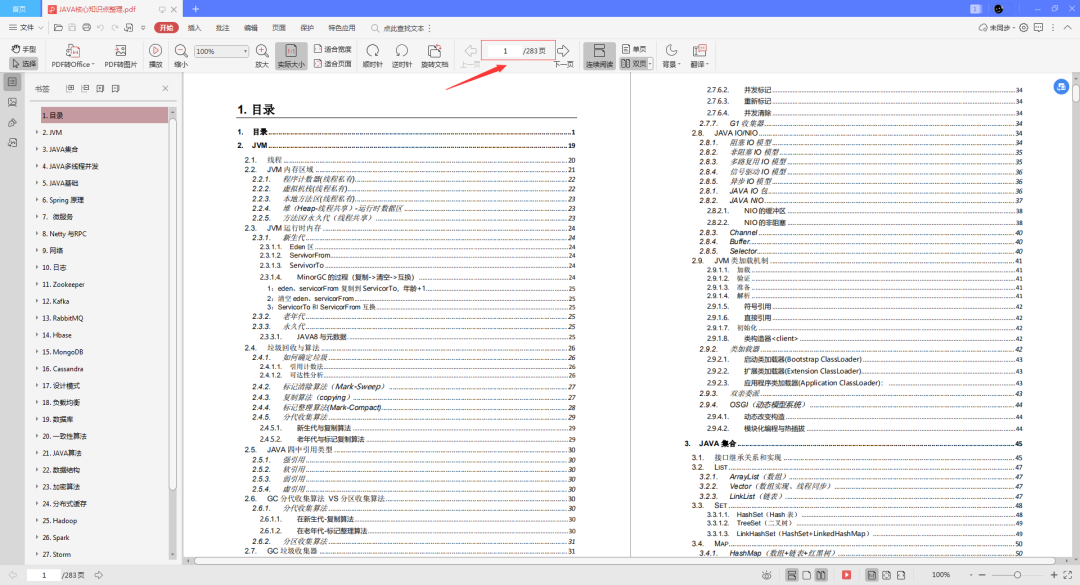 首页
JAVA核心知识点整理.pdf
三 文件
开始
插入
批注
编辑
页面
保护
特色应用
点此查找文本
未同步
手型
选择
PDF转Office
PDF转图片
播放
缩小
100%
放大
实际大小
适合宽度
适合页面
顺时针
逆时针
旋转文档
上一页
1 /283页
下一页
连续阅读
单页
双页
背景
翻译
书签
1. 目录
2. JVM
3. JAVA集合
4. JAVA多线程并发
5. JAVA基础
6. Spring 原理
7. 微服务
8. Netty 与RPC
9. 网络
10. 日志
11. Zookeeper
12. Kafka
13. RabbitMQ
14. Hbase
15. MongoDB
16. Cassandra
17. 设计模式
18. 负载均衡
19. 数据库
20. 一致性算法
21. JAVA算法
22. 数据结构
23. 加密算法
24. 分布式缓存
25. Hadoop
26. Spark
27. Storm
1. 目录
1. 目录 1
2. JVM 19
2.1. 线程 20
2.2. JVM 内存区域 21
2.2.1. 程序计数器(线程私有) 22
2.2.2. 虚拟机栈(线程私有) 22
2.2.3. 本地方法区(线程私有) 23
2.2.4. 堆（Heap-线程共享）-运行时数据区 23
2.2.5. 方法区/永久代（线程共享） 23
2.3. JVM 运行时内存 24
2.3.1. 新生代 24
2.3.1.1. Eden 区 24
2.3.1.2. ServivorFrom 24
2.3.1.3. ServivorTo 24
2.3.1.4. MinorGC 的过程（复制->清空->互换） 24
1：eden、servicorFrom 复制到 ServicorTo，年龄+1 25
2：清空 eden、servicorFrom 25
3：ServicorTo 和 ServicorFrom 互换 25
2.3.2. 老年代 25
2.3.3. 永久代 25
2.3.3.1. JAVA8 与元数据 25
2.4. 垃圾回收与算法 26
2.4.1. 如何确定垃圾 26
2.4.1.1. 引用计数法 26
2.4.1.2. 可达性分析 26
2.4.2. 标记清除算法（Mark-Sweep） 27
2.4.3. 复制算法（copying） 27
2.4.4. 标记整理算法(Mark-Compact) 28
2.4.5. 分代收集算法 29
2.4.5.1. 新生代与复制算法 29
2.4.5.2. 老年代与标记复制算法 29
2.5. JAVA 四中引用类型 30
2.5.1. 强引用 30
2.5.2. 软引用 30
2.5.3. 弱引用 30
2.5.4. 虚引用 30
2.6. GC 分代收集算法 VS 分区收集算法 30
2.6.1. 分代收集算法 30
2.6.1.1. 在新生代-复制算法 30
2.6.1.2. 在老年代-标记整理算法 30
2.6.2. 分区收集算法 31
2.7. GC 垃圾收集器 31
2.7.6.2. 并发标记 34
2.7.6.3. 重新标记 34
2.7.6.4. 并发清除 34
2.7.7. G1 收集器 34
2.8. JAVA IO/NIO 34
2.8.1. 阻塞 IO 模型 34
2.8.2. 非阻塞 IO 模型 35
2.8.3. 多路复用 IO 模型 35
2.8.4. 信号驱动 IO 模型 36
2.8.5. 异步 IO 模型 36
2.8.1. JAVA IO 包 36
2.8.2. JAVA NIO 37
2.8.2.1. NIO 的缓冲区 38
2.8.2.2. NIO 的非阻塞 38
2.8.3. Channel 40
2.8.4. Buffer 40
2.8.5. Selector 40
2.9. JVM 类加载机制 41
2.9.1.1. 加载 41
2.9.1.2. 验证 41
2.9.1.3. 准备 41
2.9.1.4. 解析 41
2.9.1.5. 符号引用 42
2.9.1.6. 直接引用 42
2.9.1.7. 初始化 42
2.9.1.8. 类构造器<client> 42
2.9.2. 类加载器 42
2.9.2.1. 启动类加载器(Bootstrap ClassLoader) 43
2.9.2.2. 扩展类加载器(Extension ClassLoader) 43
2.9.2.3. 应用程序类加载器(Application ClassLoader)： 43
2.9.3. 双亲委派 43
2.9.4. OSGI（动态模型系统） 44
2.9.4.1. 动态改变构造 44
2.9.4.2. 模块化编程与热插拔 44
3. JAVA 集合 45
3.1. 接口继承关系和实现 45
3.2. LIST 47
3.2.1. ArrayList（数组） 47
3.2.2. Vector（数组实现、线程同步） 47
3.2.3. LinkList（链表） 47
3.3. SET 48
3.3.1.1. HashSet（Hash 表） 48
3.3.1.2. TreeSet（二叉树） 49
3.3.1.3. LinkHashSet（HashSet+LinkedHashMap） 49
3.4. MAP 50
3.4.1. HashMap（数组+链表+红黑树） 50
1 /283页
100%